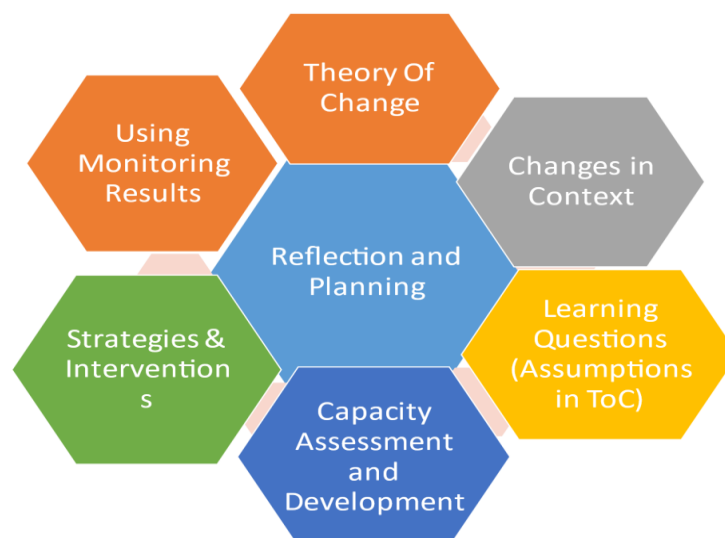 Theory Of
Change
Using
Monitoring
Results
Changes in
Context
Reflection and
Planning
Learning
Questions
(Assumptions
in ToC)
Strategies &
Intervention
s
Capacity
Assessment
and
Development